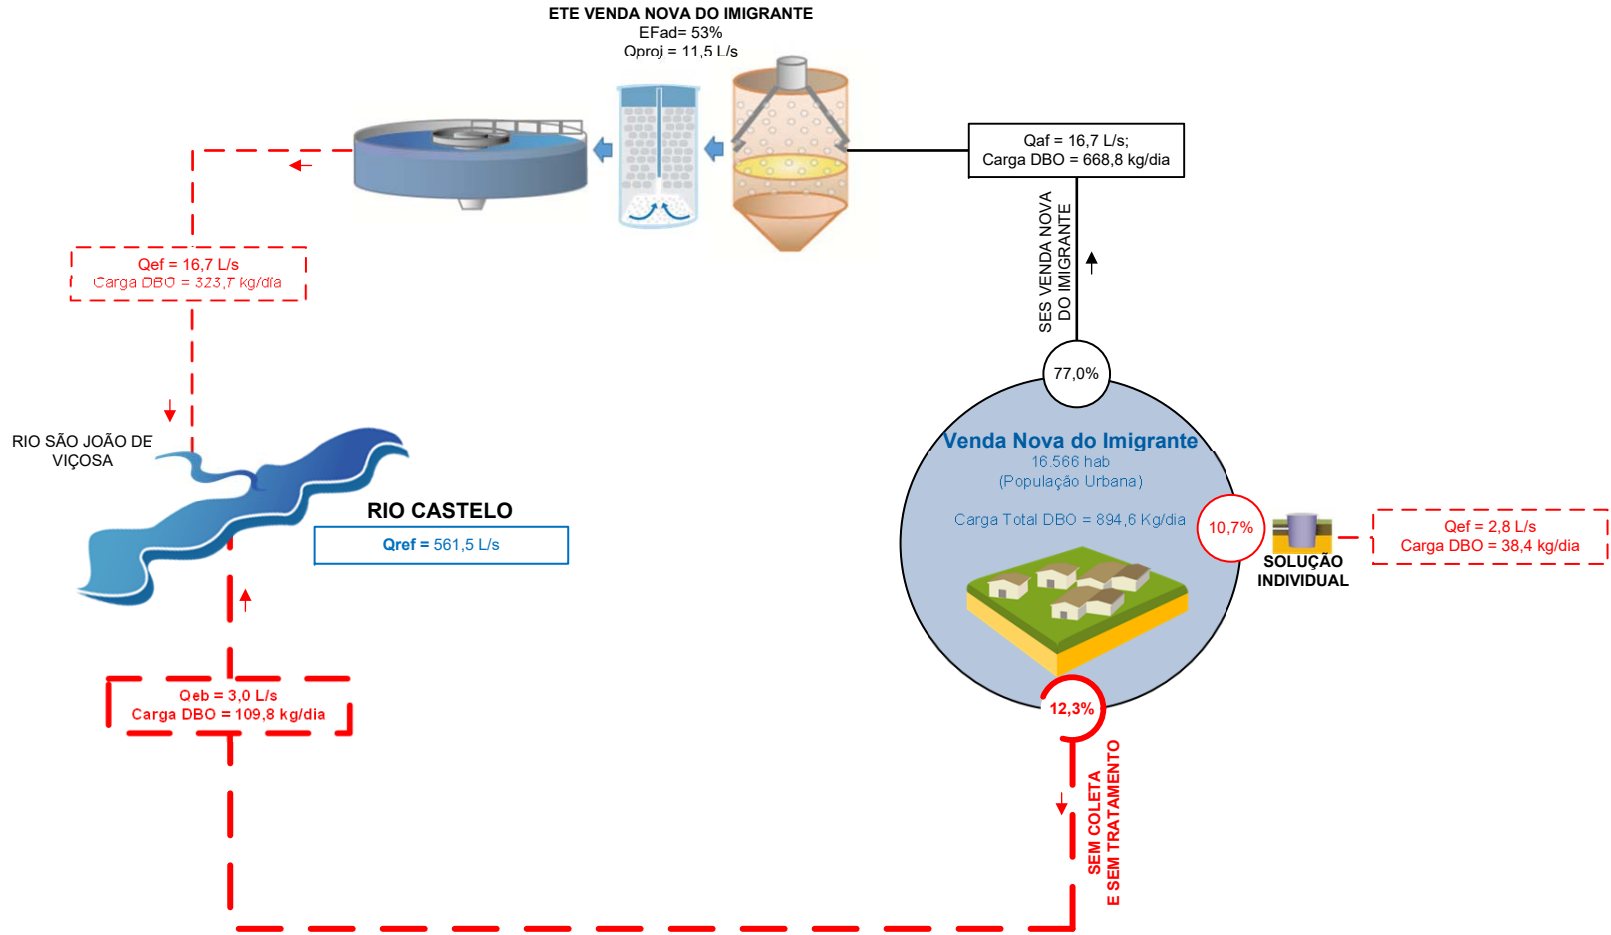 ETE VENDA NOVA DO IMIGRANTE
EFad= 53%
Qproj = 11,5 L/s
Qaf = 16,7 L/s;
Carga DBO = 668,8 kg/dia
SES VENDA NOVA
DO IMIGRANTE
Qef = 16,7 L/s
Carga DBO = 323,7 kg/dia
77,0%
RIO SÃO JOÃO DE
VIÇOSA
Venda Nova do Imigrante
16.566 hab
(População Urbana)
Carga Total DBO = 894,6 Kg/dia
RIO CASTELO
Qref = 561,5 L/s
10,7%
SOLUÇÃO
INDIVIDUAL
Qef = 2,8 L/s
Carga DBO = 38,4 kg/dia
Qeb = 3,0 L/s
Carga DBO = 109,8 kg/dia
12,3%
SEM COLETA
E SEM TRATAMENTO